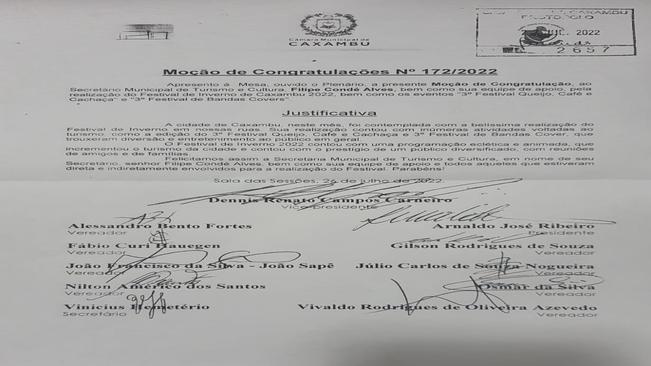 Câmara Municipal de
CAXAMBU
CAXAMBU
PROTOCOLO
2022
2657
Moção de Congratulações Nº 172/2022
Apresento à Mesa, ouvido o Plenário, a presente Moção de Congratulação, ao
Secretário Municipal de Turismo e Cultura, Filipe Condé Alves, bem como sua equipe de apoio, pela
realização do Festival de Inverno de Caxambu 2022, bem como os eventos "3º Festival Queijo, Café e
Cachaça" e "3º Festival de Bandas Covers"
Justificativa
A cidade de Caxambu, neste mês, foi contemplada com a belíssima realização do
Festival de Inverno em nossas ruas. Sua realização contou com inúmeras atividades voltadas ao
turismo, como a edição do 3º Festival Queijo, Café e Cachaça e 3º Festival de Bandas Cover, que
trouxeram diversão e entretenimento ao público em geral.
O Festival de Inverno 2022 contou com uma programação eclética e animada, que
incrementou o turismo da cidade e contou com o prestígio de um público diversificado, com reuniões
de amigos e de famílias.
Felicitamos assim a Secretaria Municipal de Turismo e Cultura, em nome de seu
Secretário, senhor Filipe Condé Alves, bem como sua equipe de apoio e todos aqueles que estiveram
direta e indiretamente envolvidos para a realização do Festival. Parabéns!
Sala das Sessões, 26 de julho de 2022.
Dennis Renato Campos Carneiro
Vice-presidente
Alessandro Bento Fortes
Vereador
Arnaldo José Ribeiro
Presidente
Fábio Curi Hauegen
Vereador
Gilson Rodrigues de Souza
Vereador
João Francisco da Silva - João Sapê
Vereador
Júlio Carlos de Souza Nogueira
Vereador
Nilton Américo dos Santos
Vereador
Osmar da Silva
Vereador
Vinícius Hemetério
Secretário
Vivaldo Rodrigues de Oliveira Azevedo
Vereador